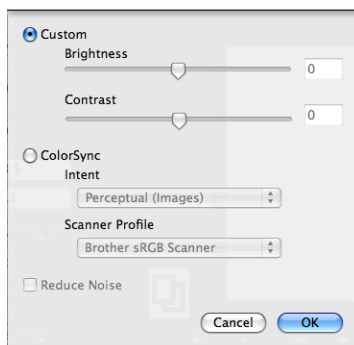 Custom
Brightness
0
Contrast
0
ColorSync
Intent
Perceptual (Images)
Scanner Profile
Brother sRGB Scanner
Reduce Noise
Cancel OK